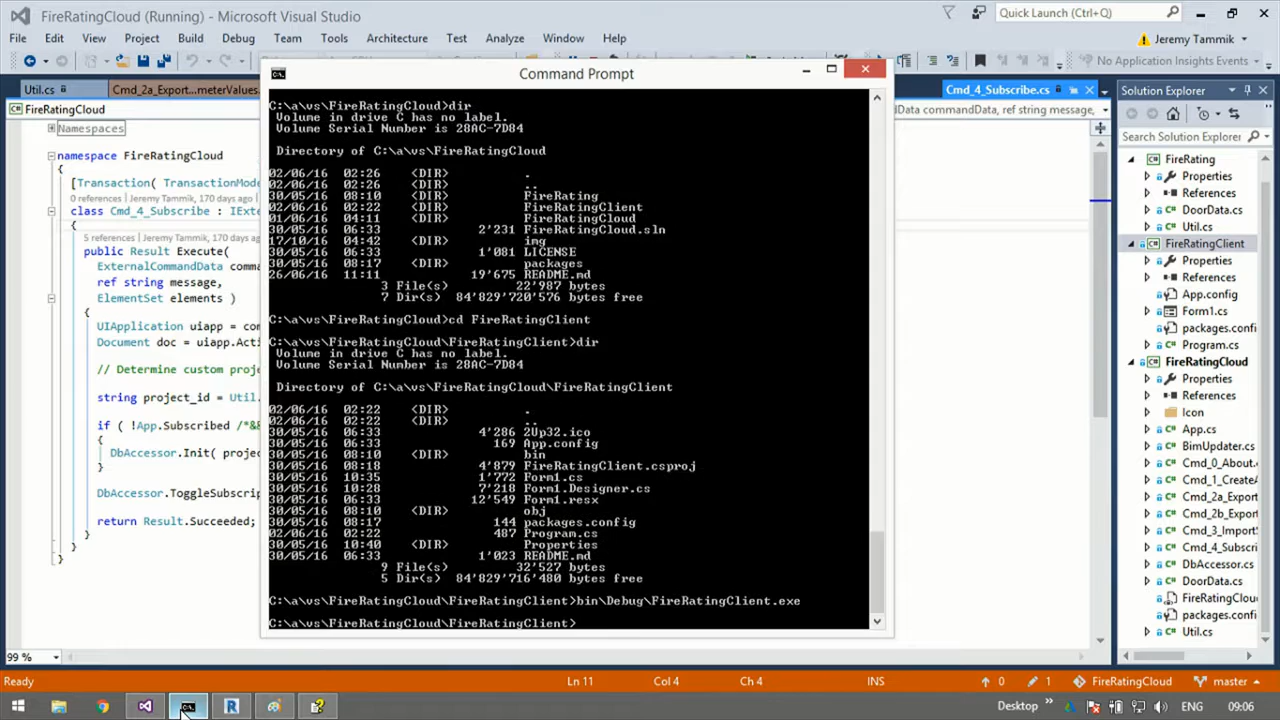 FireRatingCloud (Running) - Microsoft Visual Studio
Quick Launch (Ctrl+Q)
File Edit View Project Build Debug Team Tools Architecture Test Analyze Window Help
Jeremy Tammik
No Application Insights Events
Util.cs
Cmd_2a_Export...meterValues.
Cmd_4_Subscribe.cs
FireRatingCloud
commandData, ref string message,
Namespaces
namespace FireRatingCloud
{
[Transaction( TransactionMode
0 references | Jeremy Tammik, 170 days ago
class Cmd_4_Subscribe : IExte
{
5 references | Jeremy Tammik, 170 days ago
public Result Execute(
ExternalCommandData comma
ref string message,
ElementSet elements )
{
UIApplication uiapp = com
Document doc = uiapp.Acti
// Determine custom proje
string project_id = Util.
if ( !App.Subscribed /*&&
{
DbAccessor.Init( projec
}
DbAccessor.ToggleSubscrip
return Result.Succeeded;
}
}
}
Command Prompt
C:\a\vs\FireRatingCloud>dir
Volume in drive C has no label.
Volume Serial Number is 28AC-7D84
Directory of C:\a\vs\FireRatingCloud
02/06/16 02:26 <DIR> .
02/06/16 02:26 <DIR> ..
30/05/16 08:10 <DIR> FireRating
02/06/16 02:22 <DIR> FireRatingClient
01/06/16 04:11 <DIR> FireRatingCloud
30/05/16 06:33 2'231 FireRatingCloud.sln
17/10/16 04:42 <DIR> img
30/05/16 06:33 1'081 LICENSE
30/05/16 08:17 <DIR> packages
26/06/16 11:11 19'675 README.md
3 File(s) 22'987 bytes
7 Dir(s) 84'829'720'576 bytes free
C:\a\vs\FireRatingCloud>cd FireRatingClient
C:\a\vs\FireRatingCloud\FireRatingClient>dir
Volume in drive C has no label.
Volume Serial Number is 28AC-7D84
Directory of C:\a\vs\FireRatingCloud\FireRatingClient
02/06/16 02:22 <DIR> .
02/06/16 02:22 <DIR> ..
30/05/16 06:33 4'286 2Up32.ico
30/05/16 06:33 169 App.config
30/05/16 08:10 <DIR> bin
30/05/16 08:18 4'879 FireRatingClient.csproj
30/05/16 10:35 1'772 Form1.cs
30/05/16 10:28 7'218 Form1.Designer.cs
30/05/16 06:33 12'549 Form1.resx
30/05/16 08:10 <DIR> obj
30/05/16 08:17 144 packages.config
02/06/16 02:22 487 Program.cs
30/05/16 10:40 <DIR> Properties
30/05/16 06:33 1'023 README.md
9 File(s) 32'527 bytes
5 Dir(s) 84'829'716'480 bytes free
C:\a\vs\FireRatingCloud\FireRatingClient>bin\Debug\FireRatingClient.exe
C:\a\vs\FireRatingCloud\FireRatingClient>
Solution Explorer
Search Solution Explorer
FireRating
Properties
References
DoorData.cs
Util.cs
FireRatingClient
Properties
References
App.config
Form1.cs
packages.confi
Program.cs
FireRatingCloud
Properties
References
Icon
App.cs
BimUpdater.cs
Cmd_0_About.
Cmd_1_CreateA
Cmd_2a_Export
Cmd_2b_Export
Cmd_3_ImportS
Cmd_4_Subscri
DbAccessor.cs
DoorData.cs
FireRatingClou
packages.confi
Util.cs
99 %
Ready
Ln 11 Col 4 Ch 4 INS
0
1
FireRatingCloud
master
Desktop
ENG
09:06